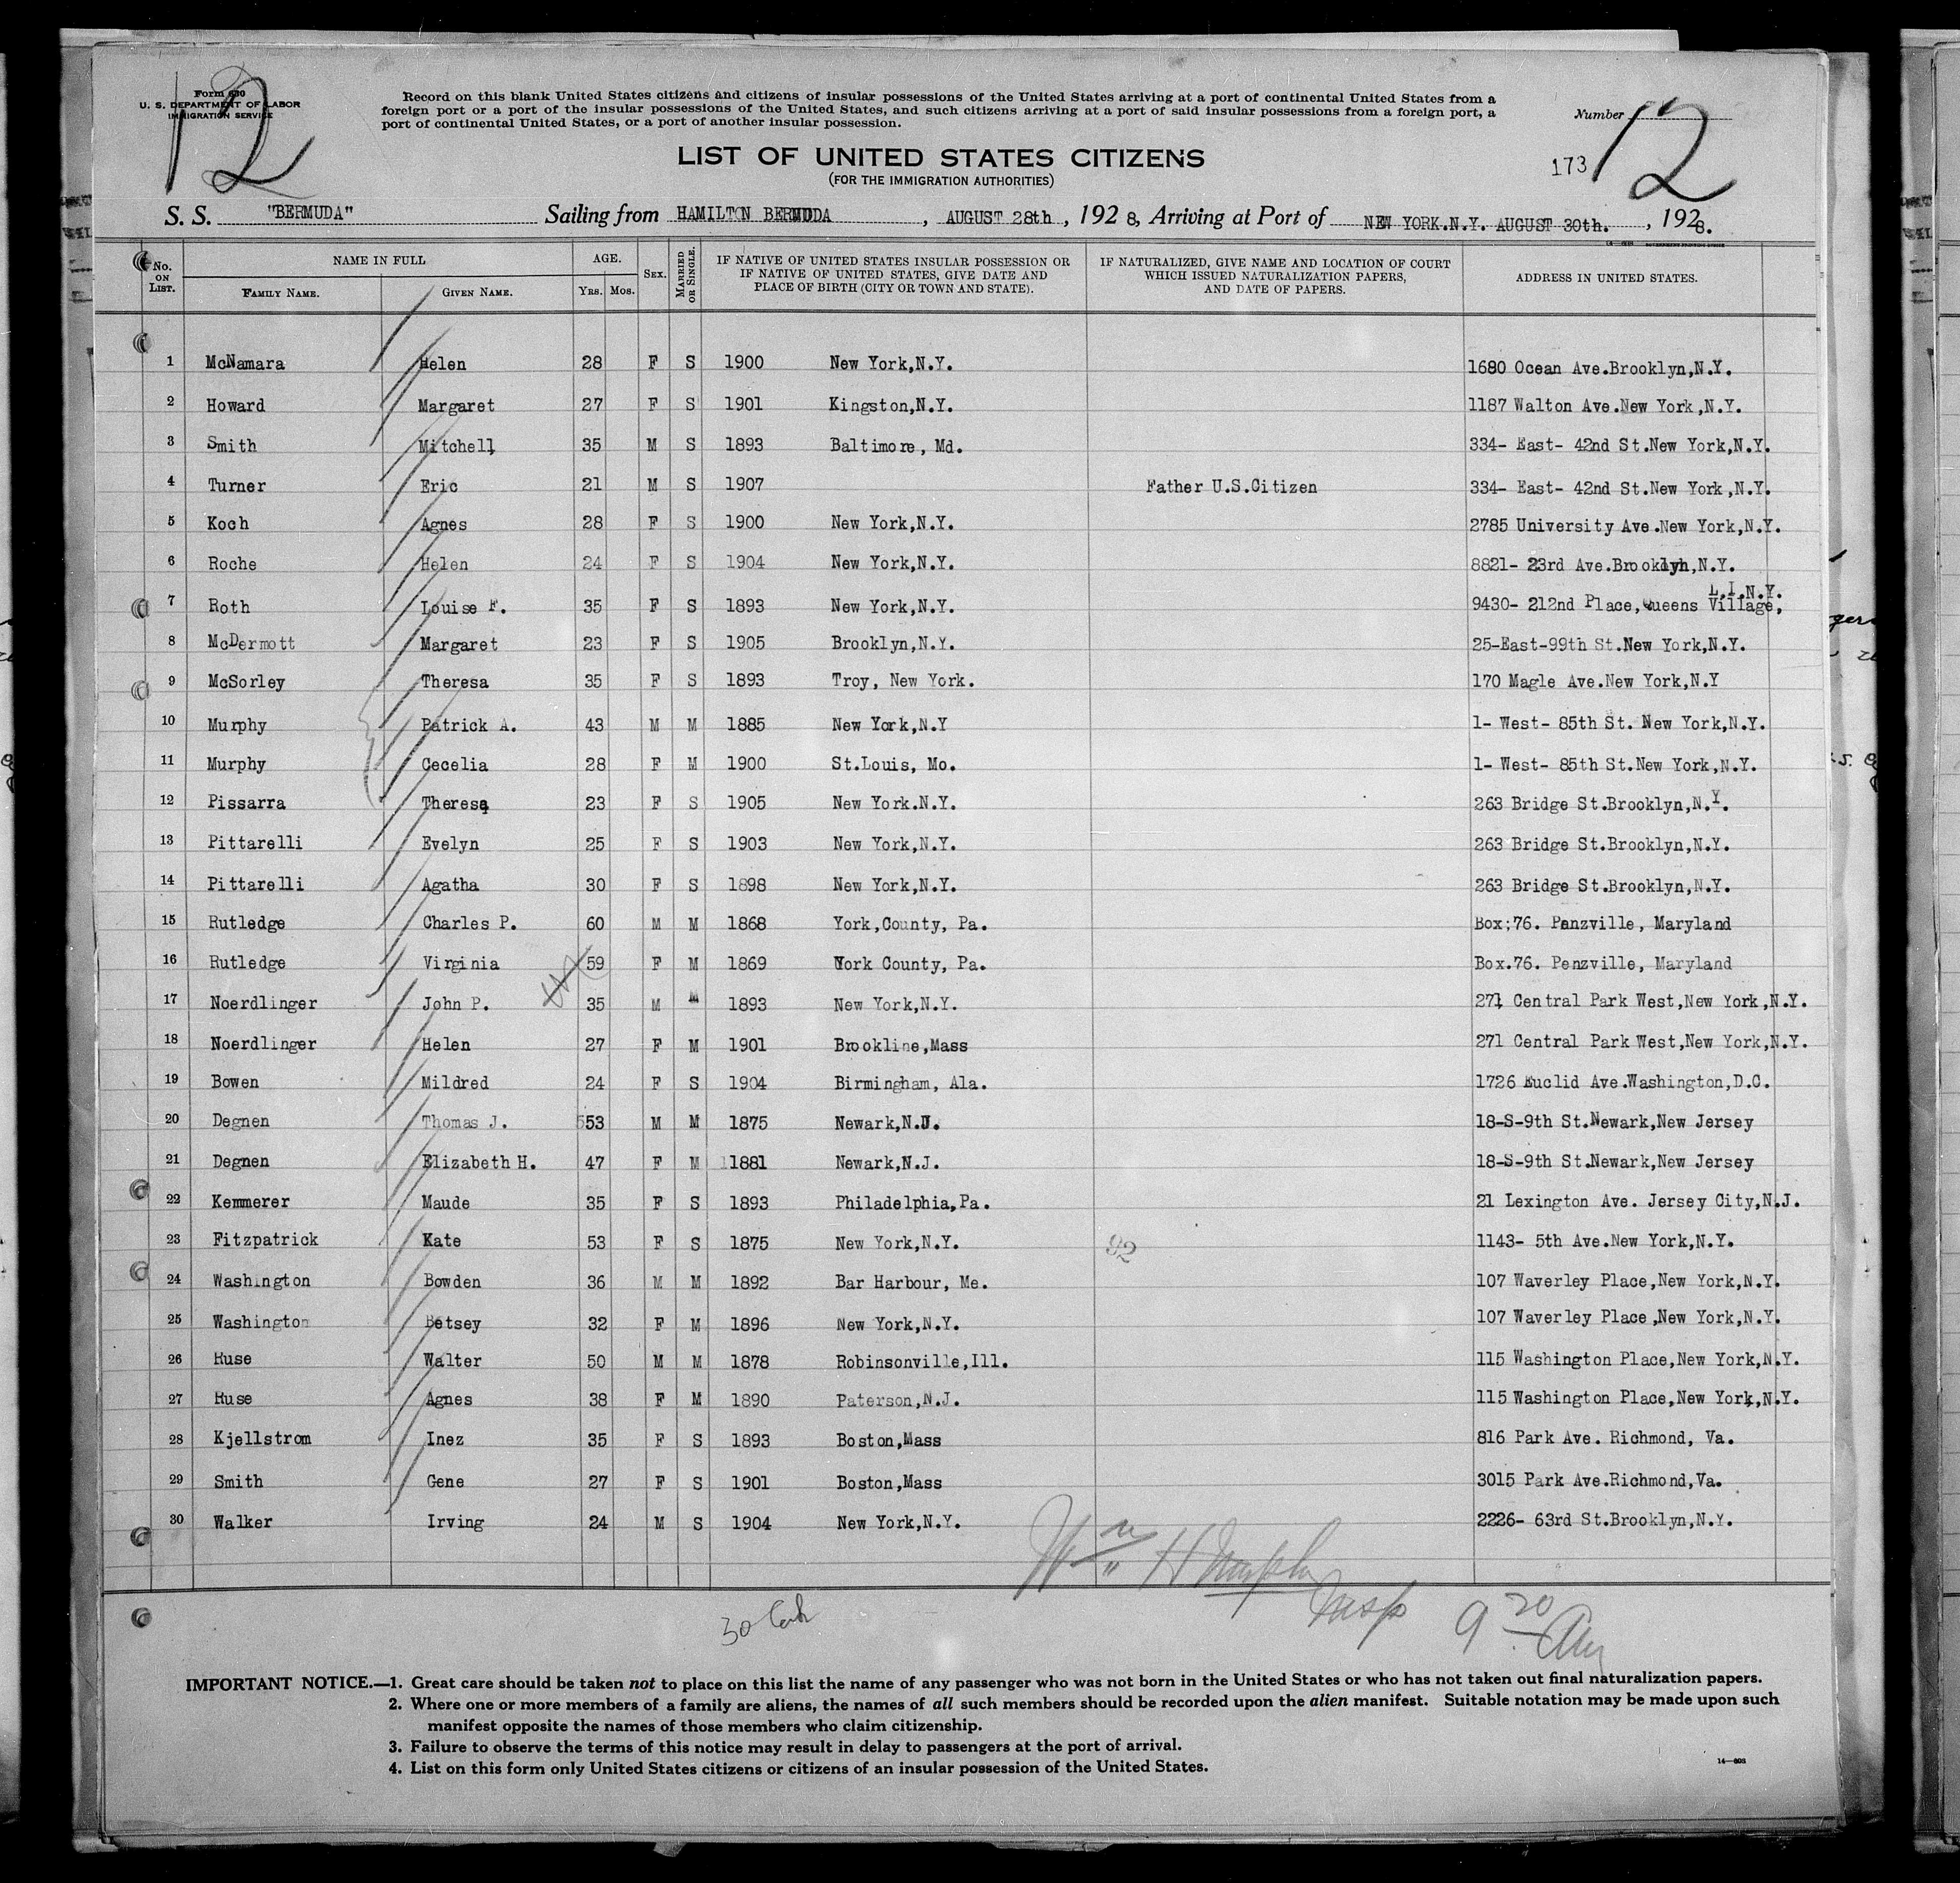 12
Form 630
U. S. DEPARTMENT OF LABOR
IMMIGRATION SERVICE
Record on this blank United States citizens and citizens of insular possessions of the United States arriving at a port of continental United States from a
foreign port or a port of the insular possessions of the United States, and such citizens arriving at a port of said insular possessions from a foreign port, a
port of continental United States, or a port of another insular possession.
Number 12
LIST OF UNITED STATES CITIZENS
(FOR THE IMMIGRATION AUTHORITIES)
173
S. S. "BERMUDA" Sailing from HAMILTON BERMUDA, AUGUST 28th, 1928, Arriving at Port of NEW YORK.N.Y. AUGUST 30th., 1928.
No. ON LIST. NAME IN FULL FAMILY NAME. GIVEN NAME. AGE. YRS. MOS. SEX. MARRIED OR SINGLE. IF NATIVE OF UNITED STATES INSULAR POSSESSION OR IF NATIVE OF UNITED STATES, GIVE DATE AND PLACE OF BIRTH (CITY OR TOWN AND STATE). IF NATURALIZED, GIVE NAME AND LOCATION OF COURT WHICH ISSUED NATURALIZATION PAPERS, AND DATE OF PAPERS. ADDRESS IN UNITED STATES.
1 McNamara Helen 28 F S 1900 New York,N.Y. 1680 Ocean Ave.Brooklyn,N.Y.
2 Howard Margaret 27 F S 1901 Kingston,N.Y. 1187 Walton Ave.New York,N.Y.
3 Smith Mitchell 35 M S 1893 Baltimore, Md. 334- East- 42nd St.New York,N.Y.
4 Turner Eric 21 M S 1907 Father U.S.Citizen 334- East- 42nd St.New York,N.Y.
5 Koch Agnes 28 F S 1900 New York,N.Y. 2785 University Ave.New York,N.Y.
6 Roche Helen 24 F S 1904 New York,N.Y. 8821- 23rd Ave.Brooklyn,N.Y.
7 Roth Louise F. 35 F S 1893 New York,N.Y. 9430- 212nd Place,Queens Village, L.I.N.Y.
8 McDermott Margaret 23 F S 1905 Brooklyn,N.Y. 25-East-99th St.New York,N.Y.
9 McSorley Theresa 35 F S 1893 Troy, New York. 170 Magle Ave.New York,N.Y
10 Murphy Patrick A. 43 M M 1885 New York,N.Y 1- West- 85th St. New York,N.Y.
11 Murphy Cecelia 28 F M 1900 St.Louis, Mo. 1- West- 85th St.New York,N.Y.
12 Pissarra Theresa 23 F S 1905 New York.N.Y. 263 Bridge St.Brooklyn,N.Y.
13 Pittarelli Evelyn 25 F S 1903 New York,N.Y. 263 Bridge St.Brooklyn,N.Y.
14 Pittarelli Agatha 30 F S 1898 New York,N.Y. 263 Bridge St.Brooklyn,N.Y.
15 Rutledge Charles P. 60 M M 1868 York,County, Pa. Box:76. Penzville, Maryland
16 Rutledge Virginia 59 F M 1869 York County, Pa. Box.76. Penzville, Maryland
17 Noerdlinger John P. 35 M M 1893 New York,N.Y. 271 Central Park West,New York,N.Y.
18 Noerdlinger Helen 27 F M 1901 Brookline,Mass 271 Central Park West,New York,N.Y.
19 Bowen Mildred 24 F S 1904 Birmingham, Ala. 1726 Euclid Ave.Washington,D.C.
20 Degnen Thomas J. 553 M M 1875 Newark,N.J. 18-S-9th St.Newark,New Jersey
21 Degnen Elizabeth H. 47 F M 1881 Newark,N.J. 18-S-9th St.Newark,New Jersey
22 Kemmerer Maude 35 F S 1893 Philadelphia,Pa. 21 Lexington Ave. Jersey City,N.J.
23 Fitzpatrick Kate 53 F S 1875 New York,N.Y. 92 1143- 5th Ave.New York,N.Y.
24 Washington Bowden 36 M M 1892 Bar Harbour, Me. 107 Waverley Place,New York,N.Y.
25 Washington Betsey 32 F M 1896 New York,N.Y. 107 Waverley Place,New York,N.Y.
26 Ruse Walter 50 M M 1878 Robinsonville,Ill. 115 Washington Place,New York,N.Y.
27 Ruse Agnes 38 F M 1890 Paterson,N.J. 115 Washington Place,New York,N.Y.
28 Kjellstrom Inez 35 F S 1893 Boston,Mass 816 Park Ave. Richmond, Va.
29 Smith Gene 27 F S 1901 Boston,Mass 3015 Park Ave.Richmond,Va.
30 Walker Irving 24 M S 1904 New York,N.Y. 2226- 63rd St.Brooklyn,N.Y.
Wm H Murphy
Insp 9 20 AM
30
IMPORTANT NOTICE.—1. Great care should be taken not to place on this list the name of any passenger who was not born in the United States or who has not taken out final naturalization papers.
2. Where one or more members of a family are aliens, the names of all such members should be recorded upon the alien manifest. Suitable notation may be made upon such
manifest opposite the names of those members who claim citizenship.
3. Failure to observe the terms of this notice may result in delay to passengers at the port of arrival.
4. List on this form only United States citizens or citizens of an insular possession of the United States.